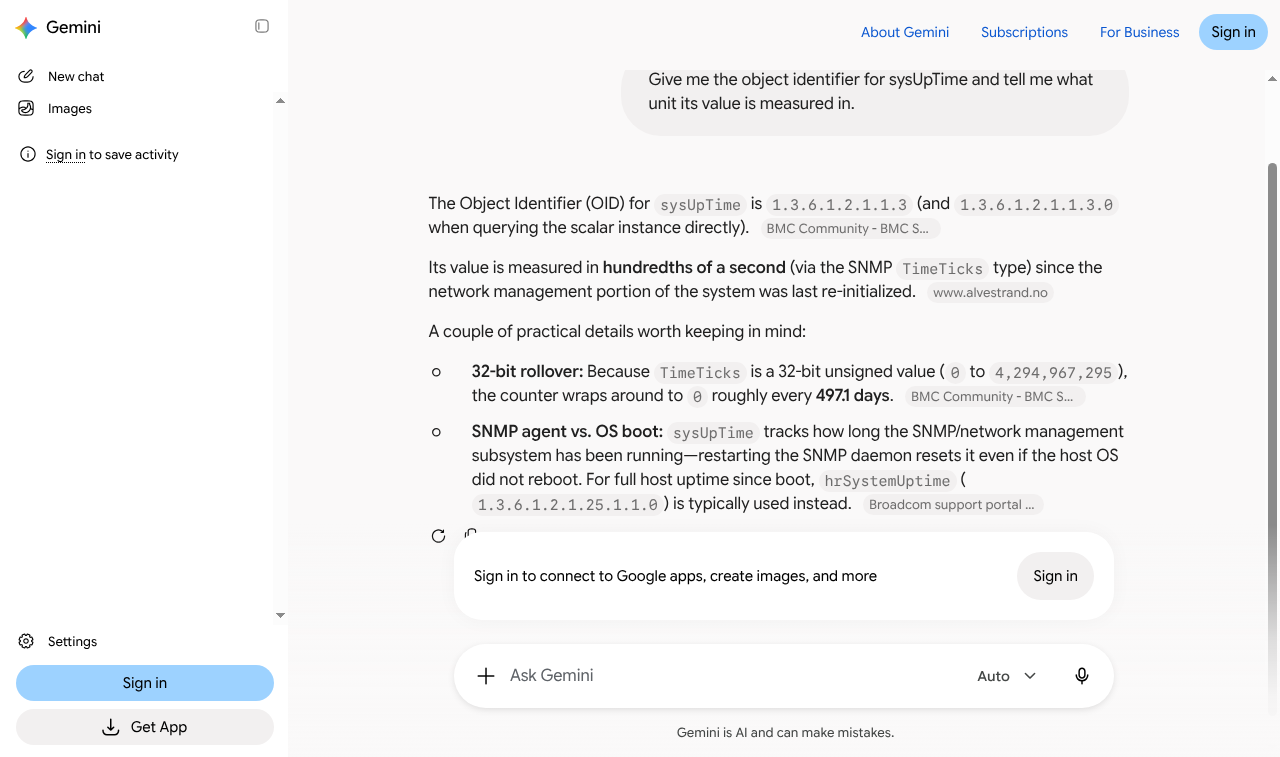 Gemini
New chat
Images
Sign in to save activity
Settings
Sign in
Get App
About Gemini
Subscriptions
For Business
Sign in
Give me the object identifier for sysUpTime and tell me what
unit its value is measured in.
The Object Identifier (OID) for sysUpTime is 1.3.6.1.2.1.1.3 (and 1.3.6.1.2.1.1.3.0
when querying the scalar instance directly). BMC Community - BMC S...
Its value is measured in hundredths of a second (via the SNMP TimeTicks type) since the
network management portion of the system was last re-initialized. www.alvestrand.no
A couple of practical details worth keeping in mind:
32-bit rollover: Because TimeTicks is a 32-bit unsigned value ( 0 to 4,294,967,295 ),
the counter wraps around to 0 roughly every 497.1 days. BMC Community - BMC S...
SNMP agent vs. OS boot: sysUpTime tracks how long the SNMP/network management
subsystem has been running—restarting the SNMP daemon resets it even if the host OS
did not reboot. For full host uptime since boot, hrSystemUptime (
1.3.6.1.2.1.25.1.1.0 ) is typically used instead. Broadcom support portal ...
Sign in to connect to Google apps, create images, and more
Sign in
Ask Gemini
Auto
Gemini is AI and can make mistakes.